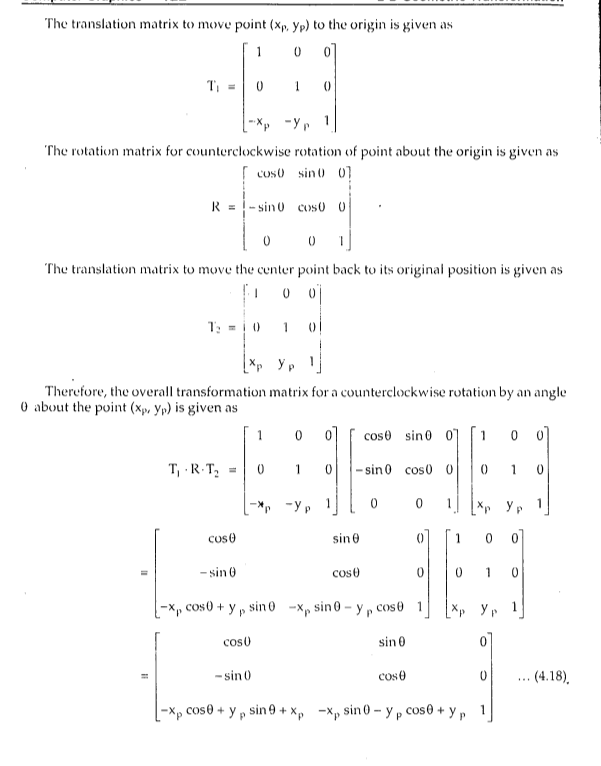 The translation matrix to move point (xp, yp) to the origin is given as
1 0 0
T1 = 0 1 0
-xp -yp 1
The rotation matrix for counterclockwise rotation of point about the origin is given as
cosθ sinθ 0
R = -sinθ cosθ 0
0 0 1
The translation matrix to move the center point back to its original position is given as
1 0 0
T2 = 0 1 0
xp yp 1
Therefore, the overall transformation matrix for a counterclockwise rotation by an angle
θ about the point (xp, yp) is given as
1 0 0 cosθ sinθ 0 1 0 0
T1 · R · T2 = 0 1 0 -sinθ cosθ 0 0 1 0
-xp -yp 1 0 0 1 xp yp 1
cosθ sinθ 0 1 0 0
= -sinθ cosθ 0 0 1 0
-xp cosθ + yp sinθ -xp sinθ - yp cosθ 1 xp yp 1
cosθ sinθ 0
= -sinθ cosθ 0 ... (4.18)
-xp cosθ + yp sinθ + xp -xp sinθ - yp cosθ + yp 1